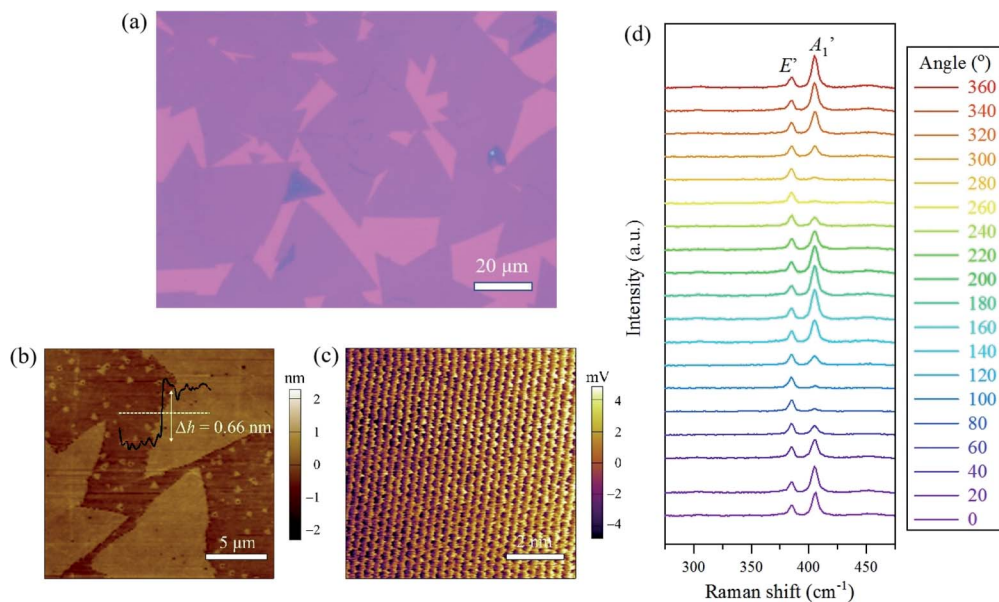 (a)
20 μm
(b)
nm
2
1
0
–1
–2
Δh = 0.66 nm
5 μm
(c)
mV
4
2
0
–2
–4
2 nm
(d)
E’
A₁’
Intensity (a.u.)
300
350
400
450
Raman shift (cm⁻¹)
Angle (º)
360
340
320
300
280
260
240
220
200
180
160
140
120
100
80
60
40
20
0